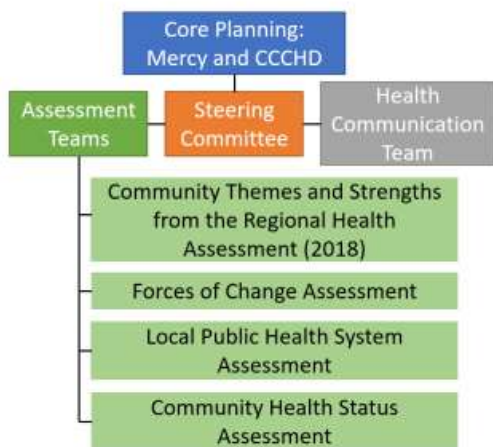 Core Planning:
Mercy and CCCHD
Assessment
Teams
Steering
Committee
Health
Communication
Team
Community Themes and Strengths
from the Regional Health
Assessment (2018)
Forces of Change Assessment
Local Public Health System
Assessment
Community Health Status
Assessment